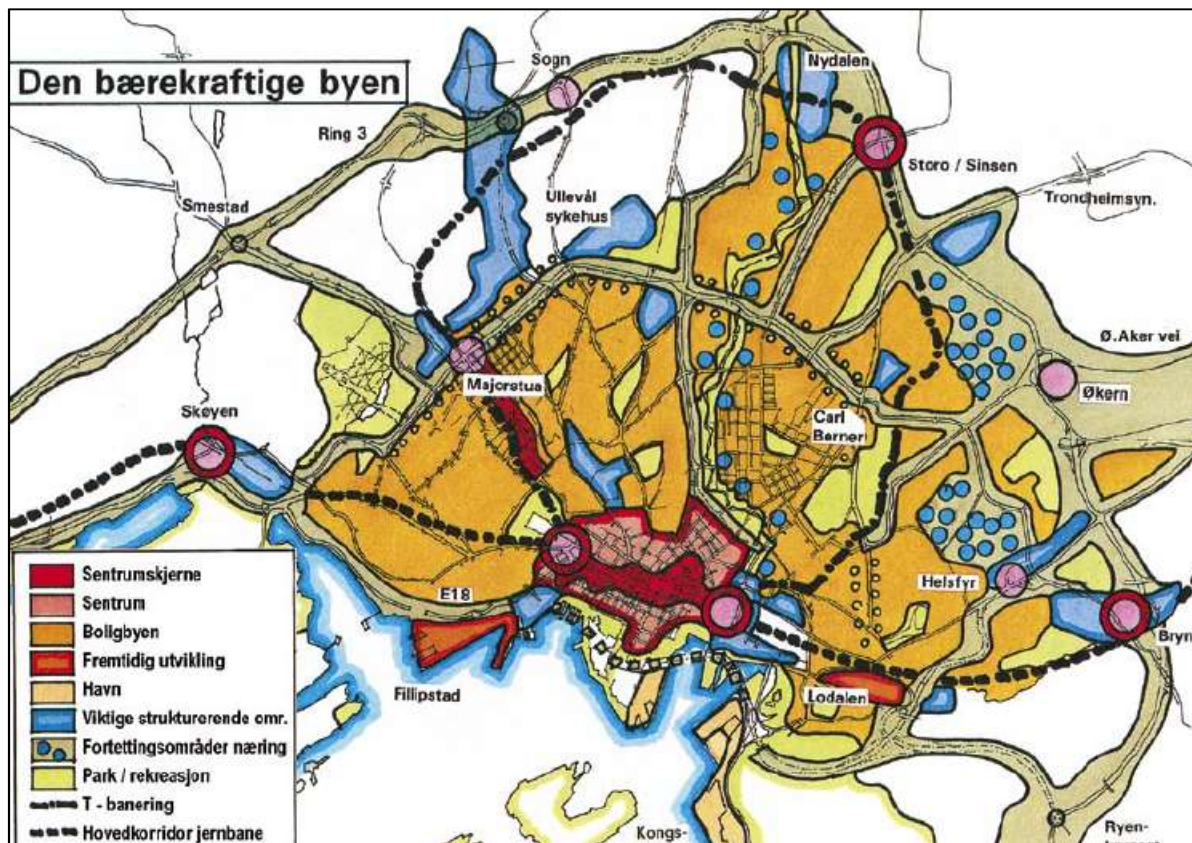 Den bærekraftige byen
Sogn
Nydalen
Ring 3
Storo / Sinsen
Ullevål
sykehus
Smestad
Trondheimsvn.
Ø.Aker vei
Majorstua
Økern
Skøyen
Carl
Berner
E18
Helsfyr
Bryn
Fillipstad
Lodalen
Kongs-
Ryen-
Sentrumskjerne
Sentrum
Boligbyen
Fremtidig utvikling
Havn
Viktige strukturerende omr.
Fortettingsområder næring
Park / rekreasjon
T - banering
Hovedkorridor jernbane